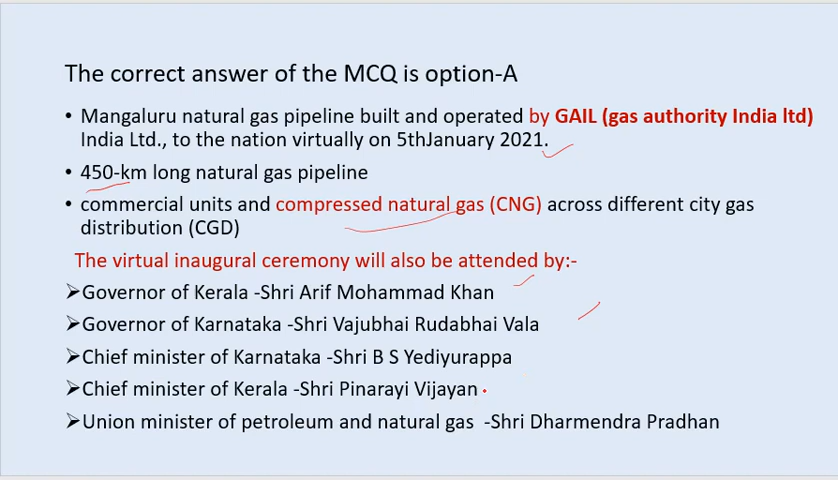 The correct answer of the MCQ is option-A
• Mangaluru natural gas pipeline built and operated by GAIL (gas authority India ltd)
India Ltd., to the nation virtually on 5thJanuary 2021.
• 450-km long natural gas pipeline
• commercial units and compressed natural gas (CNG) across different city gas
distribution (CGD)
The virtual inaugural ceremony will also be attended by:-
➢Governor of Kerala -Shri Arif Mohammad Khan
➢Governor of Karnataka -Shri Vajubhai Rudabhai Vala
➢Chief minister of Karnataka -Shri B S Yediyurappa
➢Chief minister of Kerala -Shri Pinarayi Vijayan
➢Union minister of petroleum and natural gas -Shri Dharmendra Pradhan